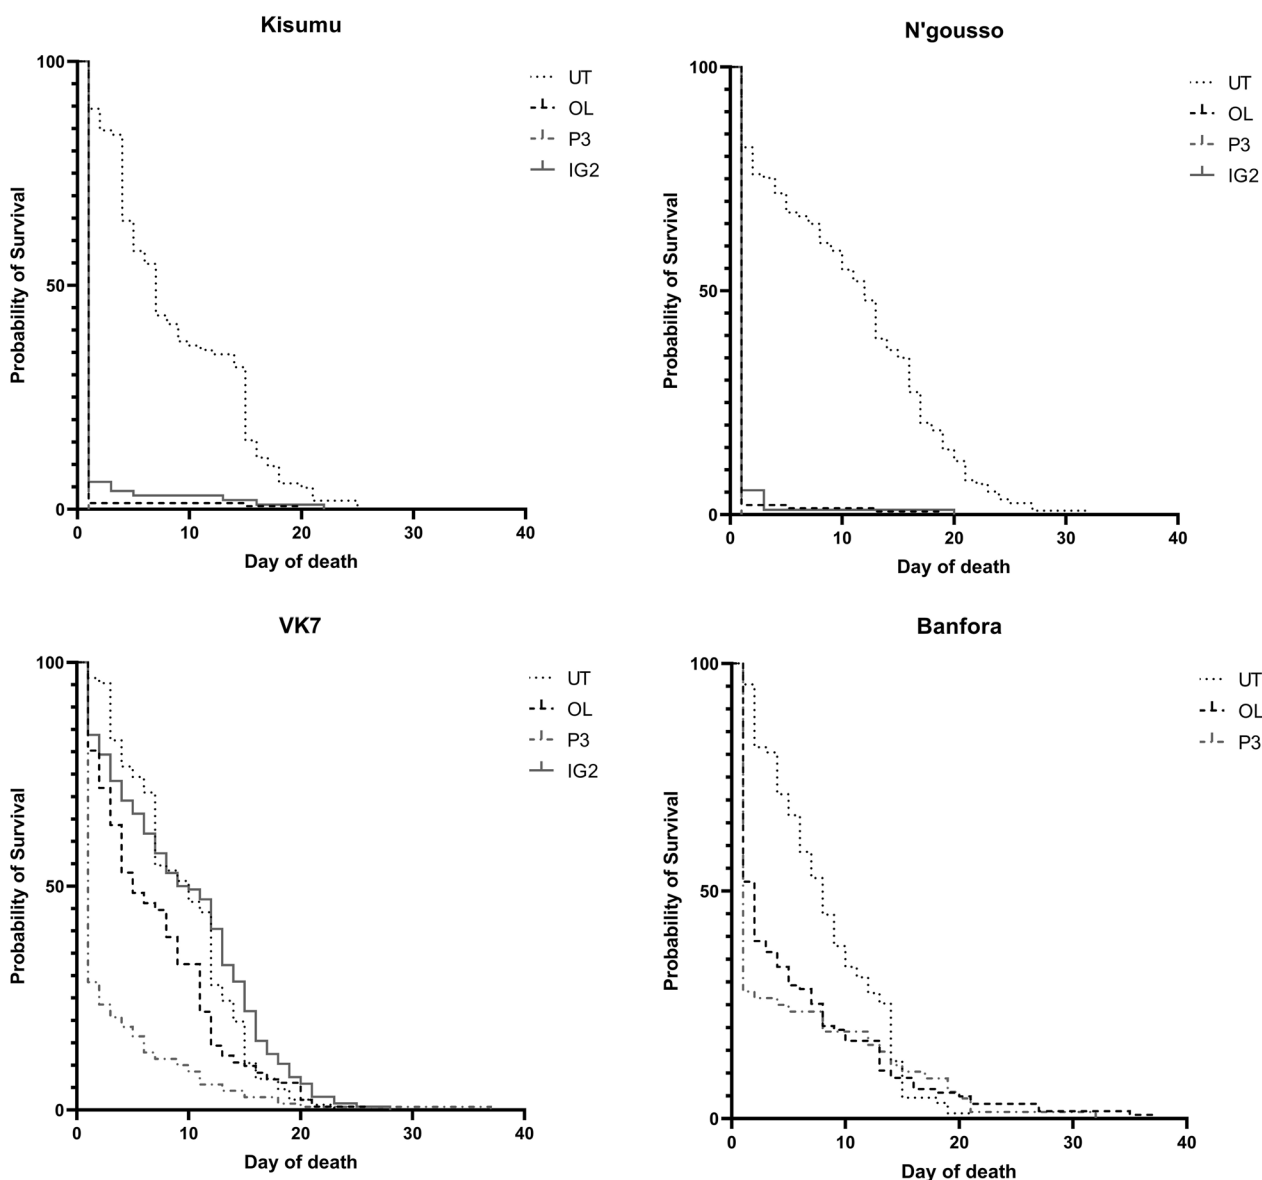 Kisumu
100
50
0
0 10 20 30 40
Probability of Survival
Day of death
UT
OL
P3
IG2
N'gousso
100
50
0
0 10 20 30 40
Probability of Survival
Day of death
UT
OL
P3
IG2
VK7
100
50
0
0 10 20 30 40
Probability of Survival
Day of death
UT
OL
P3
IG2
Banfora
100
50
0
0 10 20 30 40
Probability of Survival
Day of death
UT
OL
P3